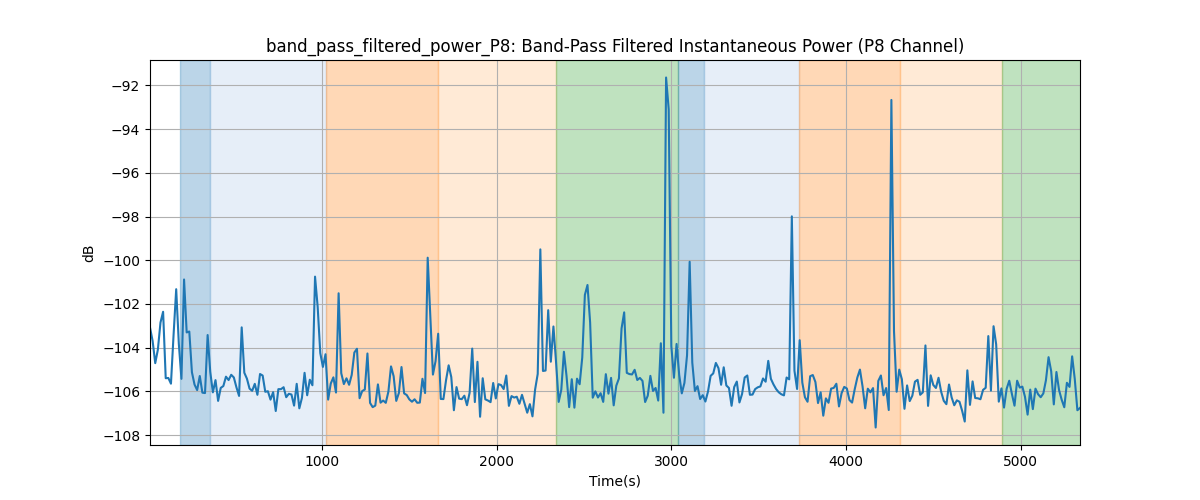 band_pass_filtered_power_P8: Band-Pass Filtered Instantaneous Power (P8 Channel)
−92
−94
−96
−98
−100
−102
−104
−106
−108
dB
1000 2000 3000 4000 5000
Time(s)